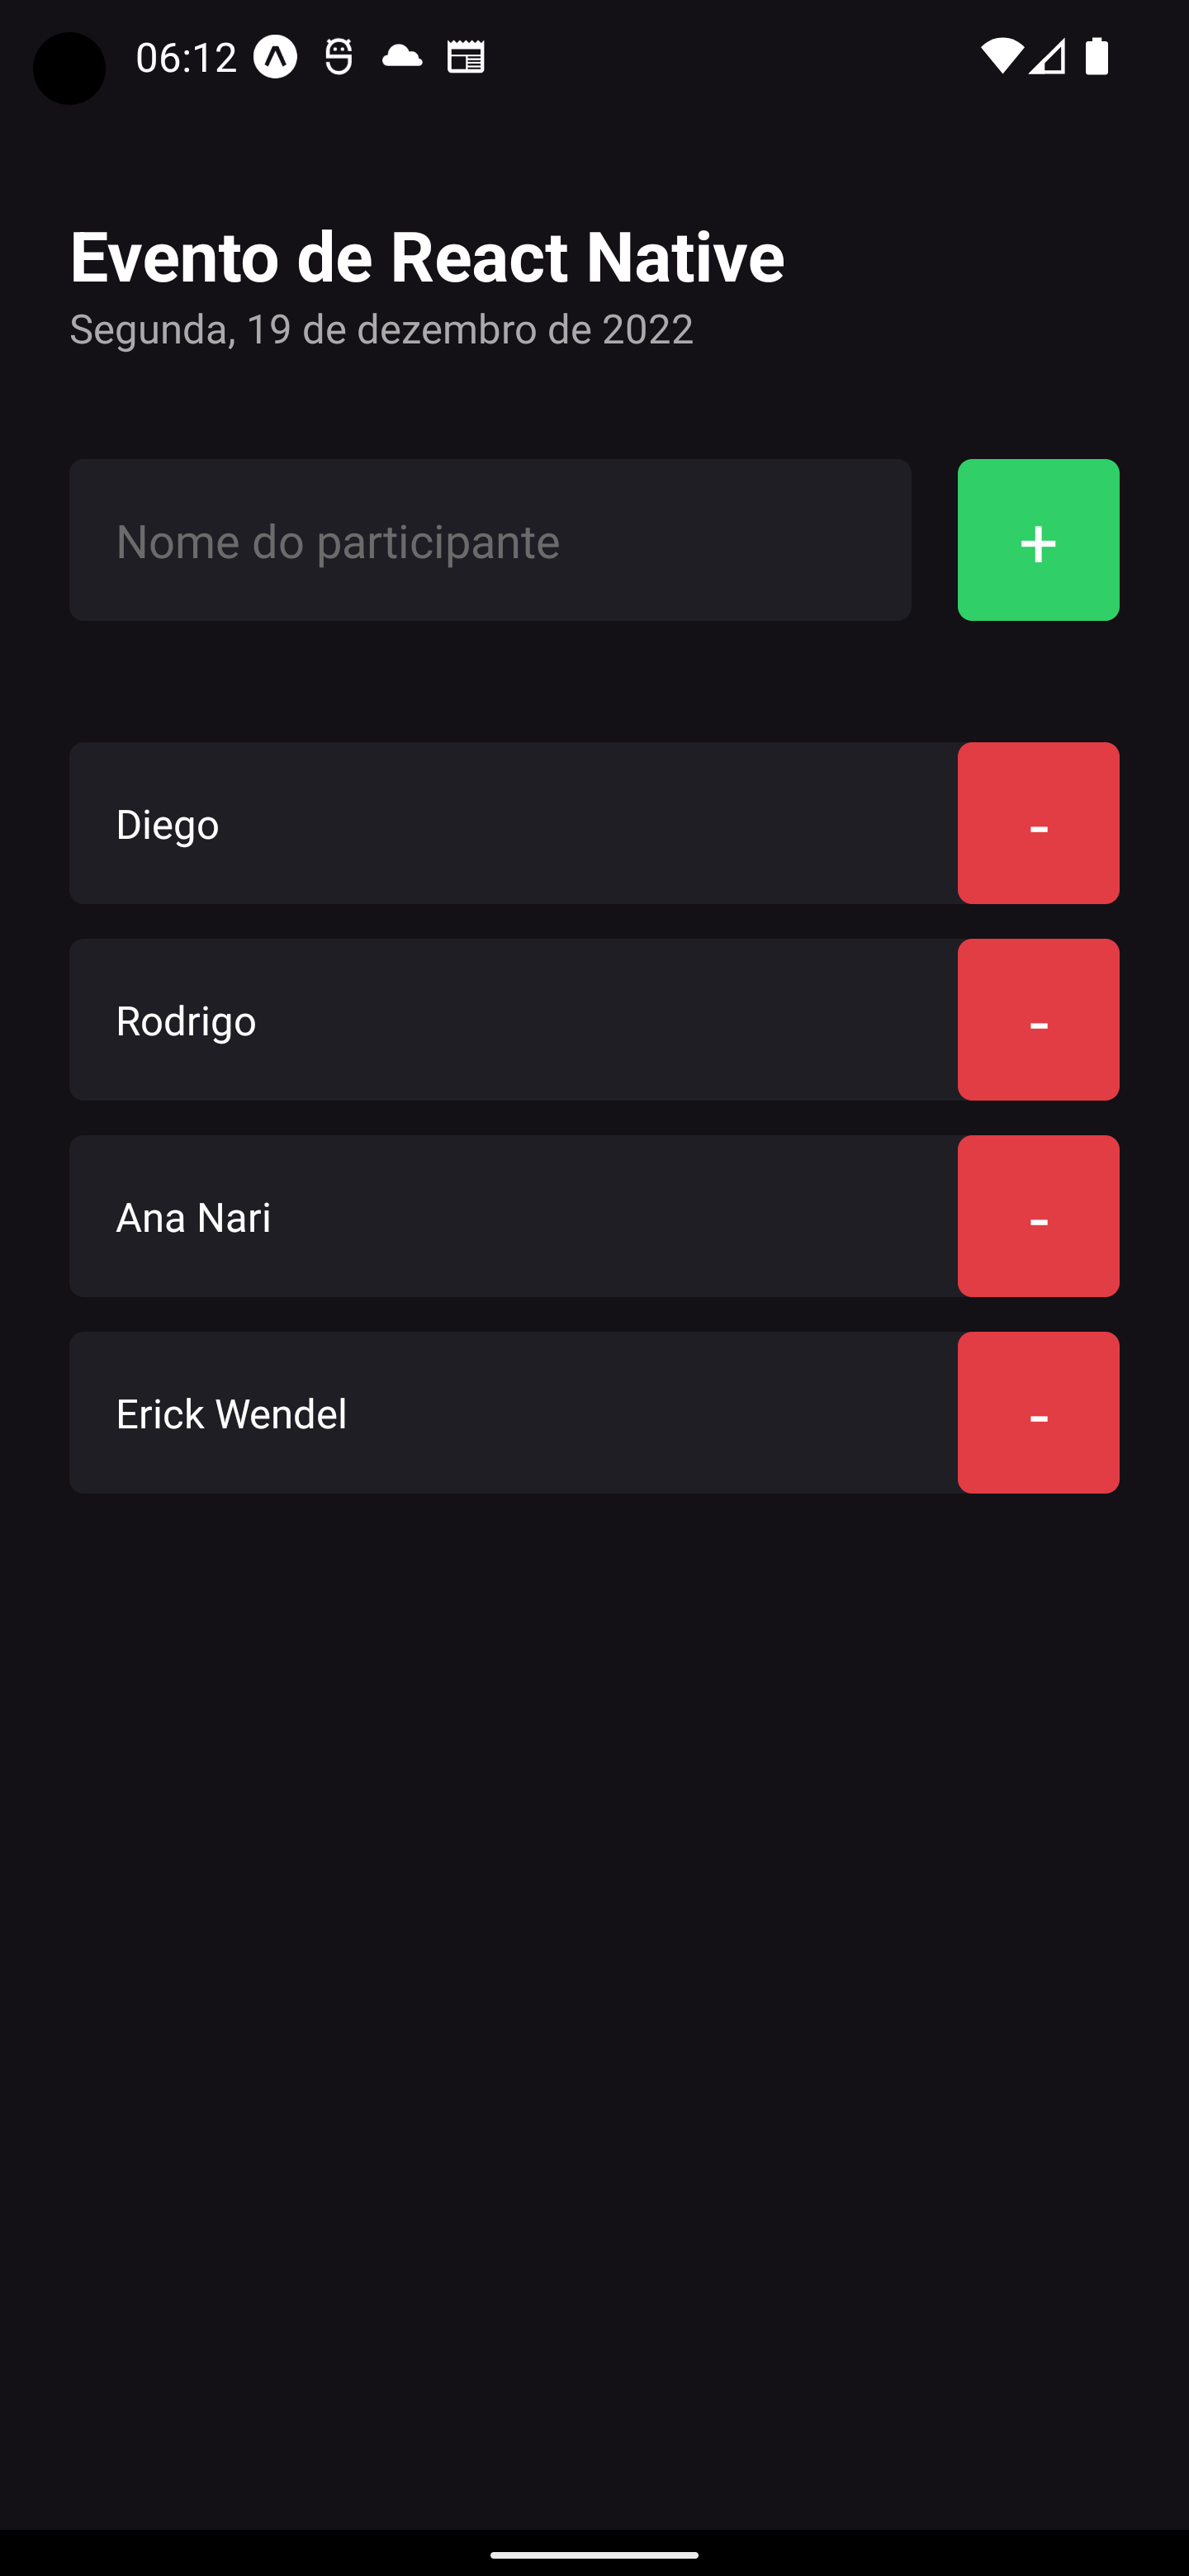 06:12
Evento de React Native
Segunda, 19 de dezembro de 2022
Nome do participante
+
Diego
-
Rodrigo
-
Ana Nari
-
Erick Wendel
-